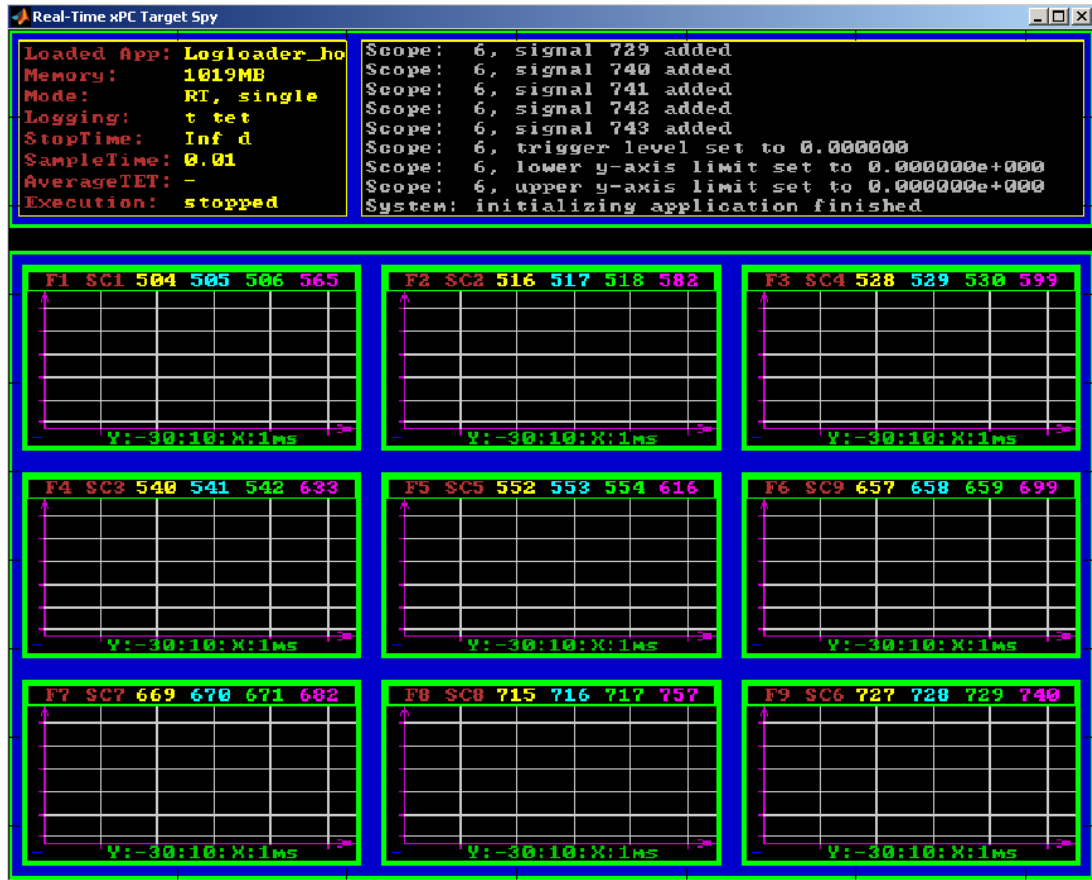 Real-Time xPC Target Spy
Loaded App: Logloader_ho
Memory: 1019MB
Mode: RT, single
Logging: t tet
StopTime: Inf d
SampleTime: 0.01
AverageTET: -
Execution: stopped
Scope: 6, signal 729 added
Scope: 6, signal 740 added
Scope: 6, signal 741 added
Scope: 6, signal 742 added
Scope: 6, signal 743 added
Scope: 6, trigger level set to 0.000000
Scope: 6, lower y-axis limit set to 0.000000e+000
Scope: 6, upper y-axis limit set to 0.000000e+000
System: initializing application finished
F1 SC1 504 505 506 565
Y:-30:10:X:1ms
F2 SC2 516 517 518 582
Y:-30:10:X:1ms
F3 SC4 528 529 530 599
Y:-30:10:X:1ms
F4 SC3 540 541 542 633
Y:-30:10:X:1ms
F5 SC5 552 553 554 616
Y:-30:10:X:1ms
F6 SC9 657 658 659 699
Y:-30:10:X:1ms
F7 SC7 669 670 671 682
Y:-30:10:X:1ms
F8 SC8 715 716 717 757
Y:-30:10:X:1ms
F9 SC6 727 728 729 740
Y:-30:10:X:1ms